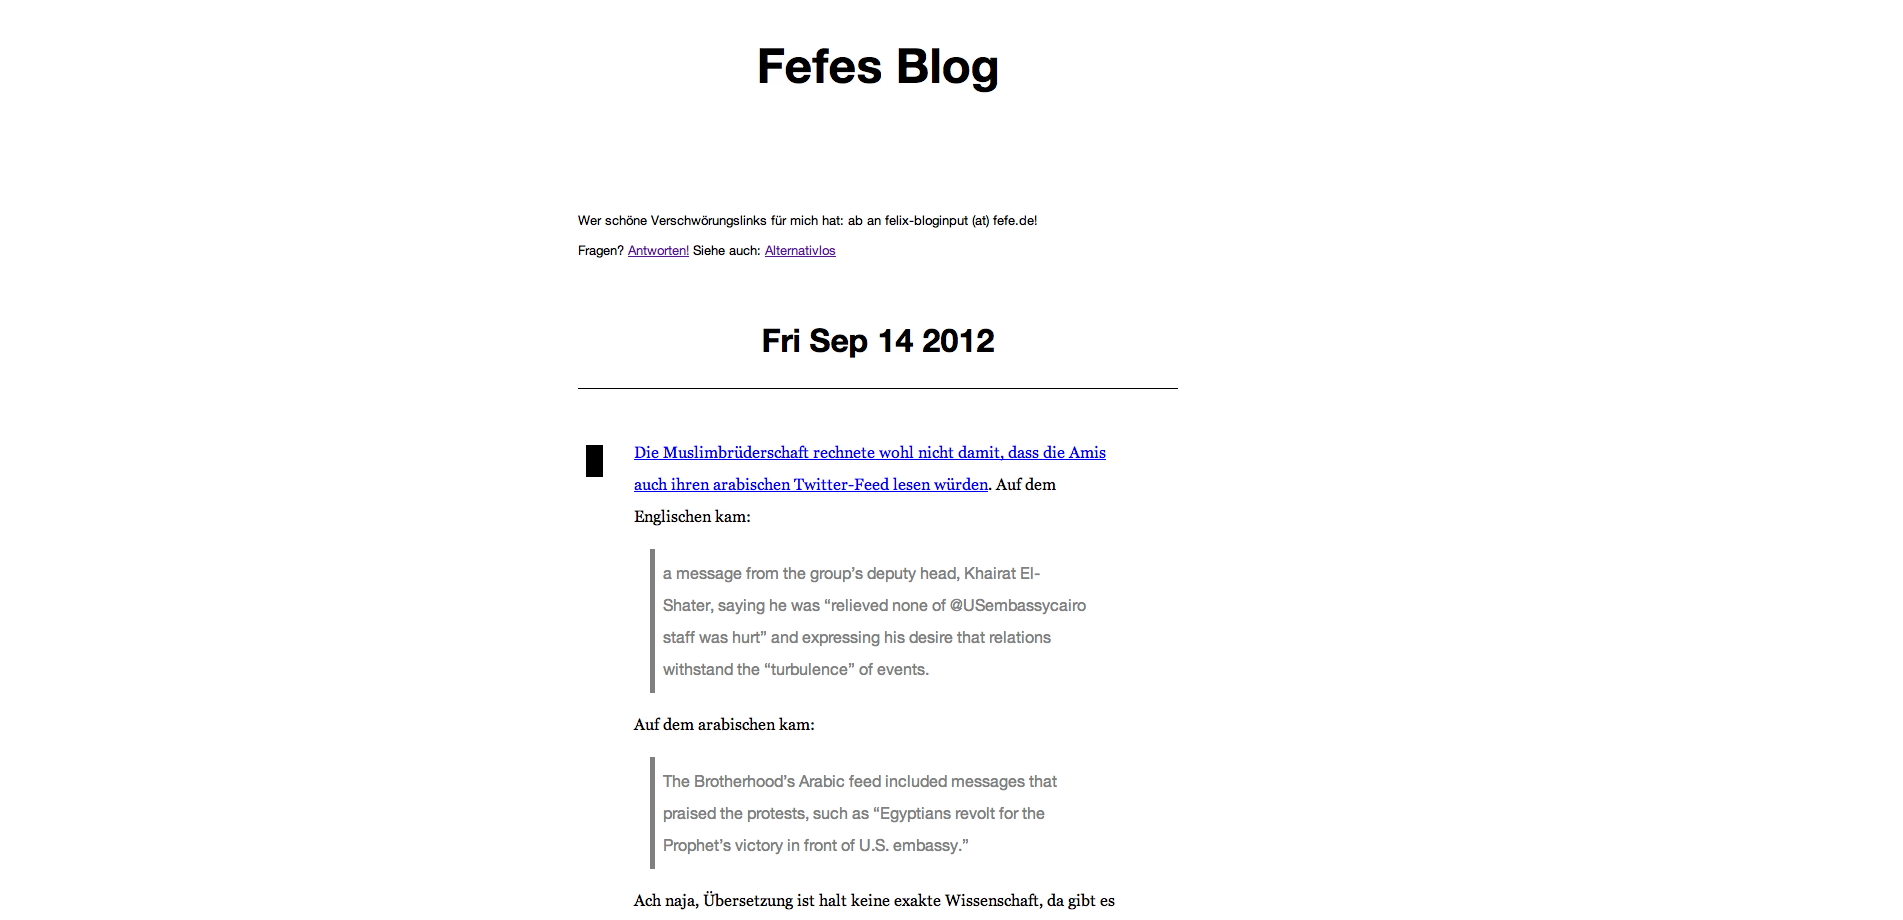 Fefes Blog
Wer schöne Verschwörungslinks für mich hat: ab an felix-bloginput (at) fefe.de!
Fragen? Antworten! Siehe auch: Alternativlos
Fri Sep 14 2012
Die Muslimbrüderschaft rechnete wohl nicht damit, dass die Amis
auch ihren arabischen Twitter-Feed lesen würden. Auf dem
Englischen kam:
a message from the group’s deputy head, Khairat El-
Shater, saying he was “relieved none of @USembassycairo
staff was hurt” and expressing his desire that relations
withstand the “turbulence” of events.
Auf dem arabischen kam:
The Brotherhood’s Arabic feed included messages that
praised the protests, such as “Egyptians revolt for the
Prophet’s victory in front of U.S. embassy.”
Ach naja, Übersetzung ist halt keine exakte Wissenschaft, da gibt es